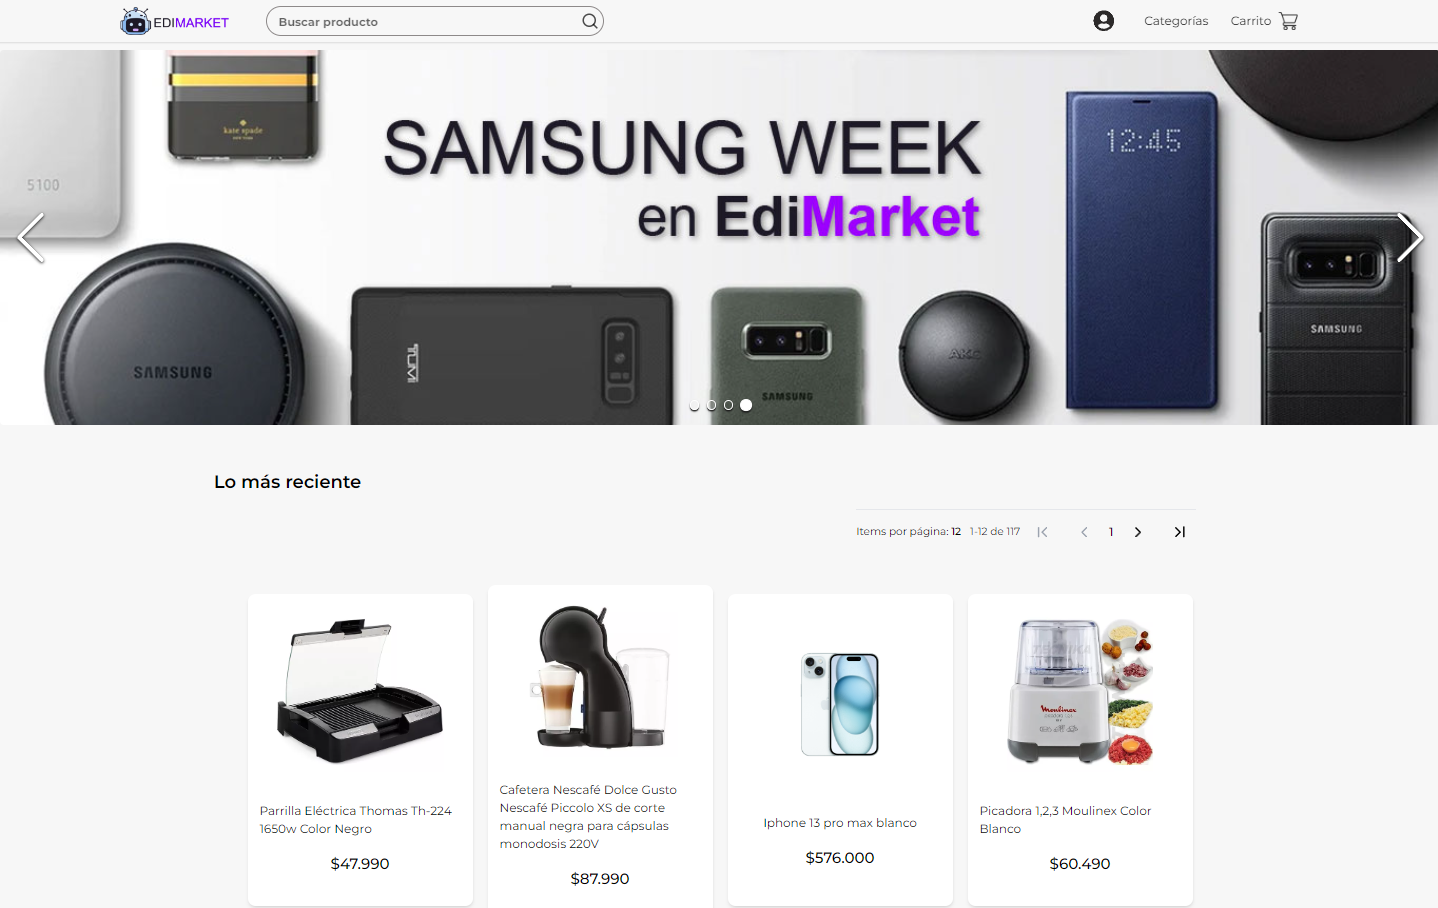 EDIMARKET
Buscar producto
Categorías
Carrito
kate spade
NEW YORK
5100
SAMSUNG WEEK
en EdiMarket
12:45
SAMSUNG
TUMI
SAMSUNG
AKG
SAMSUNG
Lo más reciente
Items por página: 12 1-12 de 117 1
Parrilla Eléctrica Thomas Th-224
1650w Color Negro
$47.990
Cafetera Nescafé Dolce Gusto
Nescafé Piccolo XS de corte
manual negra para cápsulas
monodosis 220V
$87.990
Iphone 13 pro max blanco
$576.000
Moulinex
Picadora 1,2,3 Moulinex Color
Blanco
$60.490